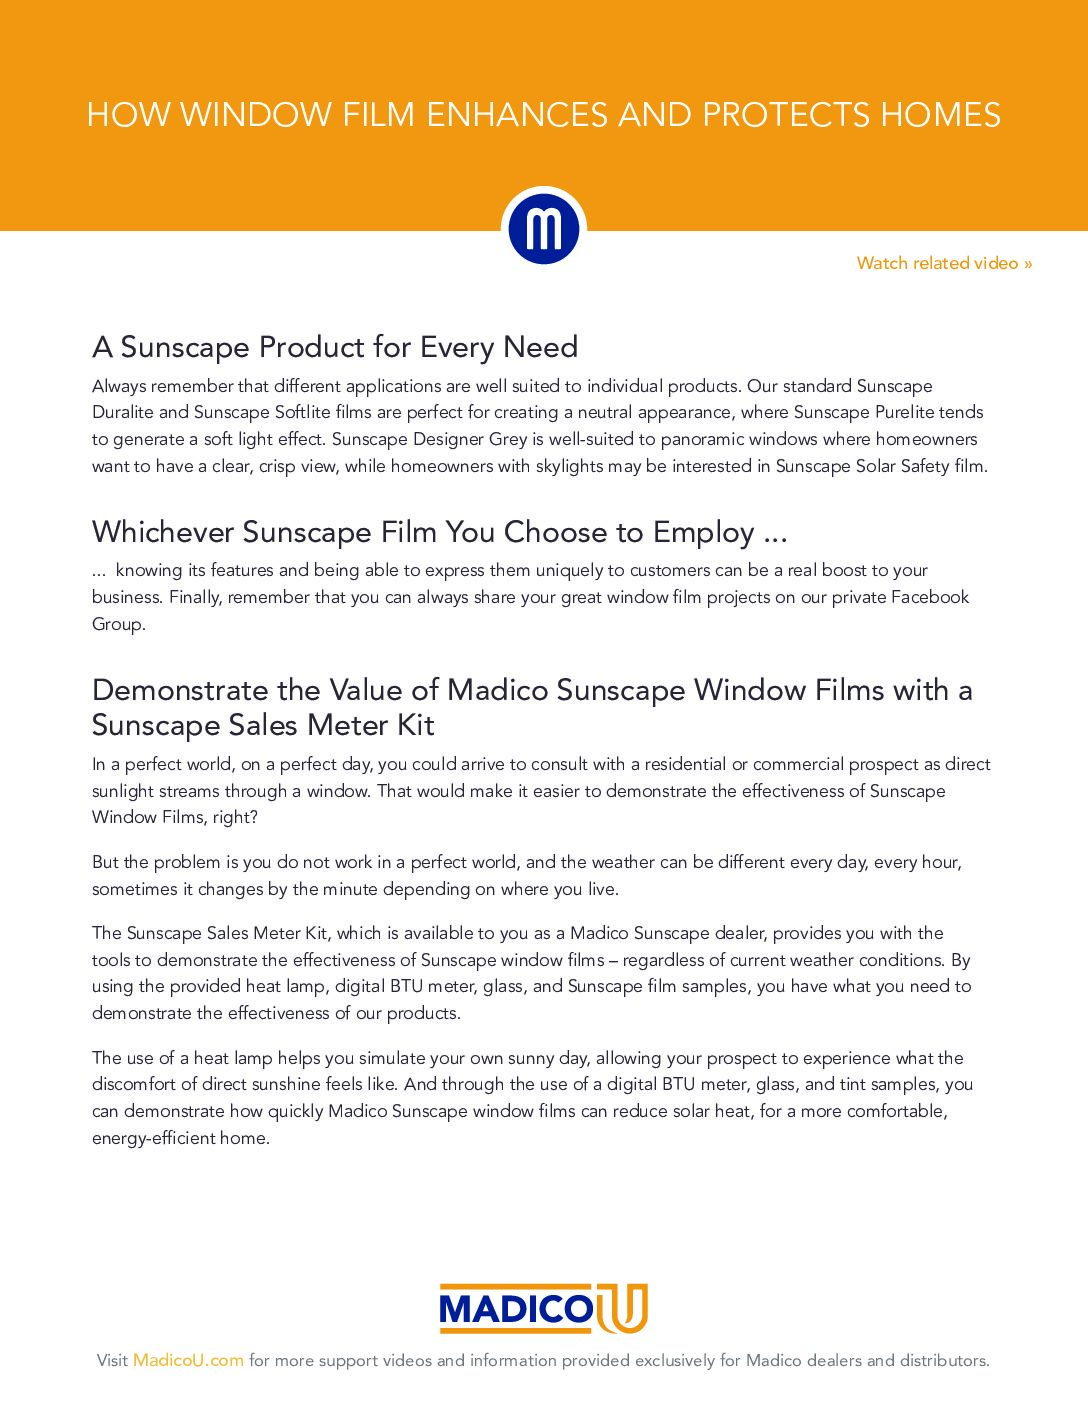 HOW WINDOW FILM ENHANCES AND PROTECTS HOMES
m
Watch related video »
A Sunscape Product for Every Need
Always remember that different applications are well suited to individual products. Our standard Sunscape
Duralite and Sunscape Softlite films are perfect for creating a neutral appearance, where Sunscape Purelite tends
to generate a soft light effect. Sunscape Designer Grey is well-suited to panoramic windows where homeowners
want to have a clear, crisp view, while homeowners with skylights may be interested in Sunscape Solar Safety film.
Whichever Sunscape Film You Choose to Employ ...
... knowing its features and being able to express them uniquely to customers can be a real boost to your
business. Finally, remember that you can always share your great window film projects on our private Facebook
Group.
Demonstrate the Value of Madico Sunscape Window Films with a
Sunscape Sales Meter Kit
In a perfect world, on a perfect day, you could arrive to consult with a residential or commercial prospect as direct
sunlight streams through a window. That would make it easier to demonstrate the effectiveness of Sunscape
Window Films, right?
But the problem is you do not work in a perfect world, and the weather can be different every day, every hour,
sometimes it changes by the minute depending on where you live.
The Sunscape Sales Meter Kit, which is available to you as a Madico Sunscape dealer, provides you with the
tools to demonstrate the effectiveness of Sunscape window films – regardless of current weather conditions. By
using the provided heat lamp, digital BTU meter, glass, and Sunscape film samples, you have what you need to
demonstrate the effectiveness of our products.
The use of a heat lamp helps you simulate your own sunny day, allowing your prospect to experience what the
discomfort of direct sunshine feels like. And through the use of a digital BTU meter, glass, and tint samples, you
can demonstrate how quickly Madico Sunscape window films can reduce solar heat, for a more comfortable,
energy-efficient home.
MADICO U
Visit MadicoU.com for more support videos and information provided exclusively for Madico dealers and distributors.